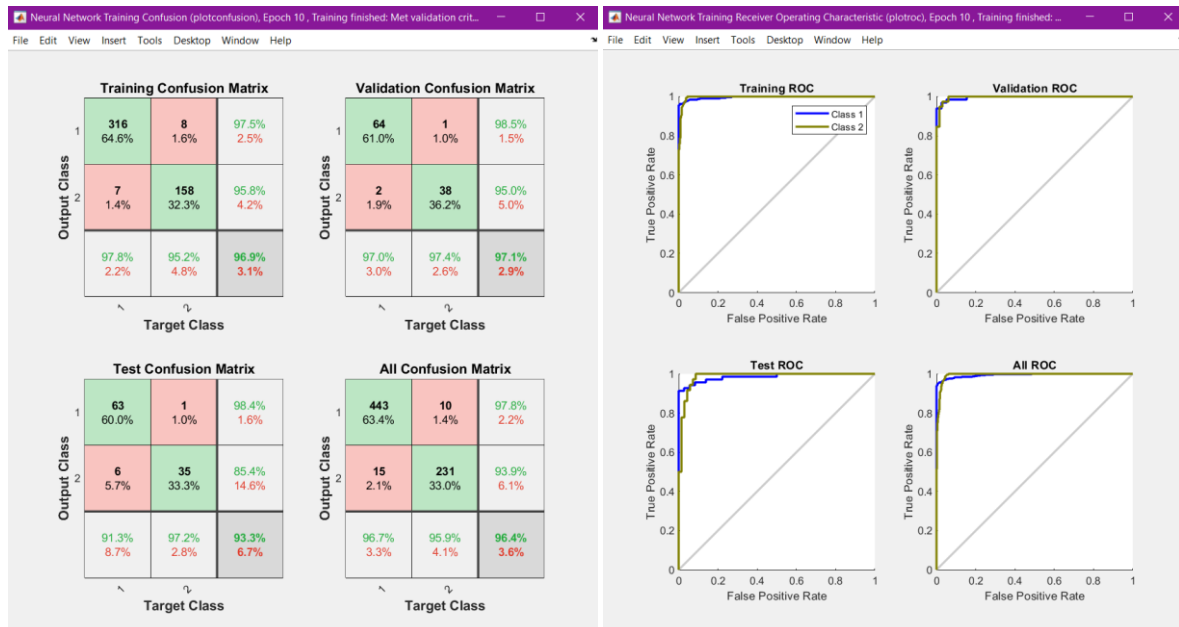 Neural Network Training Confusion (plotconfusion), Epoch 10 , Training finished: Met validation crit...
File Edit View Insert Tools Desktop Window Help
Training Confusion Matrix
1 316 8 97.5%
64.6% 1.6% 2.5%
2 7 158 95.8%
1.4% 32.3% 4.2%
97.8% 95.2% 96.9%
2.2% 4.8% 3.1%
1 2
Target Class
Output Class
Validation Confusion Matrix
1 64 1 98.5%
61.0% 1.0% 1.5%
2 2 38 95.0%
1.9% 36.2% 5.0%
97.0% 97.4% 97.1%
3.0% 2.6% 2.9%
1 2
Target Class
Output Class
Test Confusion Matrix
1 63 1 98.4%
60.0% 1.0% 1.6%
2 6 35 85.4%
5.7% 33.3% 14.6%
91.3% 97.2% 93.3%
8.7% 2.8% 6.7%
1 2
Target Class
Output Class
All Confusion Matrix
1 443 10 97.8%
63.4% 1.4% 2.2%
2 15 231 93.9%
2.1% 33.0% 6.1%
96.7% 95.9% 96.4%
3.3% 4.1% 3.6%
1 2
Target Class
Output Class
Neural Network Training Receiver Operating Characteristic (plotroc), Epoch 10, Training finished: ...
File Edit View Insert Tools Desktop Window Help
Training ROC
Class 1
Class 2
1
0.8
0.6
0.4
0.2
0
0 0.2 0.4 0.6 0.8 1
False Positive Rate
True Positive Rate
Validation ROC
1
0.8
0.6
0.4
0.2
0
0 0.2 0.4 0.6 0.8 1
False Positive Rate
True Positive Rate
Test ROC
1
0.8
0.6
0.4
0.2
0
0 0.2 0.4 0.6 0.8 1
False Positive Rate
True Positive Rate
All ROC
1
0.8
0.6
0.4
0.2
0
0 0.2 0.4 0.6 0.8 1
False Positive Rate
True Positive Rate